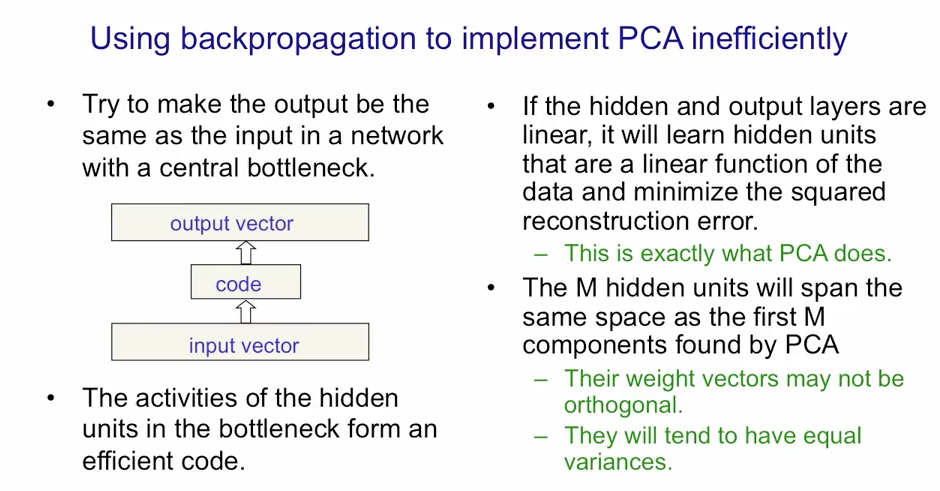 Using backpropagation to implement PCA inefficiently
• Try to make the output be the
same as the input in a network
with a central bottleneck.
output vector
code
input vector
• The activities of the hidden
units in the bottleneck form an
efficient code.
• If the hidden and output layers are
linear, it will learn hidden units
that are a linear function of the
data and minimize the squared
reconstruction error.
– This is exactly what PCA does.
• The M hidden units will span the
same space as the first M
components found by PCA
– Their weight vectors may not be
orthogonal.
– They will tend to have equal
variances.